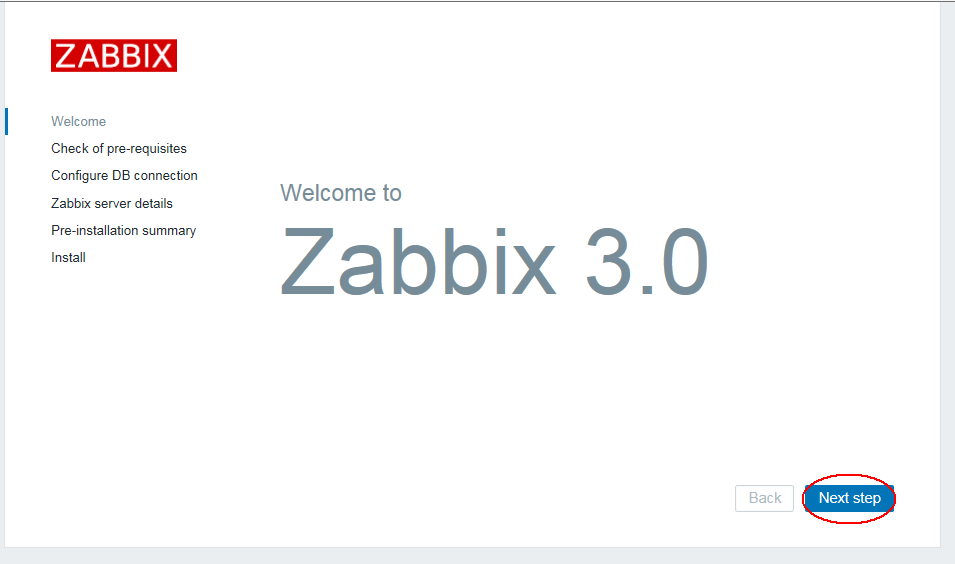 ZABBIX
Welcome
Check of pre-requisites
Configure DB connection
Zabbix server details
Pre-installation summary
Install
Welcome to
Zabbix 3.0
Back
Next step